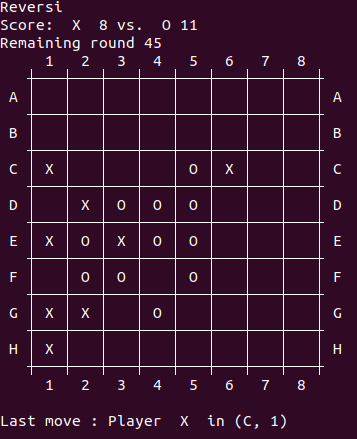 Reversi
Score:  X  8 vs.  O 11
Remaining round 45
1 2 3 4 5 6 7 8
A A
B B
C X O X C
D X O O O D
E X O X O O E
F O O O F
G X X O G
H X H
1 2 3 4 5 6 7 8
Last move : Player  X  in (C, 1)